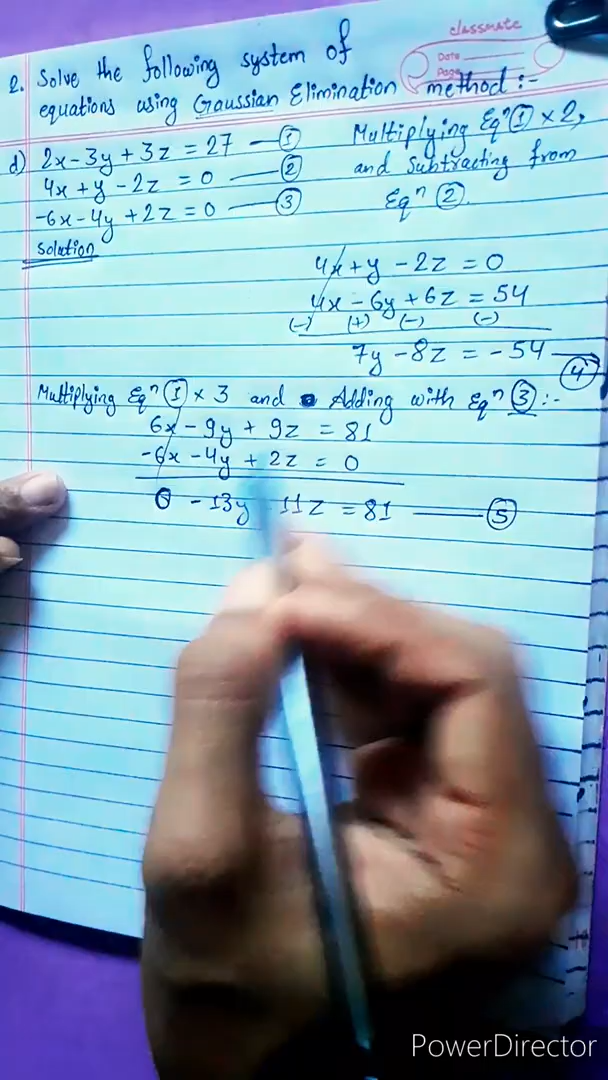 classmate
Date
Page
2. Solve the following system of
equations using Gaussian Elimination method :-
d) 2x - 3y + 3z = 27 — ①
4x + y - 2z = 0 — ②
-6x - 4y + 2z = 0 — ③
Solution
Multiplying Eqⁿ ① × 2,
and Subtracting from
Eqⁿ ②.
4x + y - 2z = 0
4x - 6y + 6z = 54
(-) (+) (-) (-)
7y - 8z = -54 — ④
Multiplying Eqⁿ ① × 3 and Adding with Eqⁿ ③ :-
6x - 9y + 9z = 81
-6x - 4y + 2z = 0
0 - 13y 11z = 81 — ⑤
PowerDirector